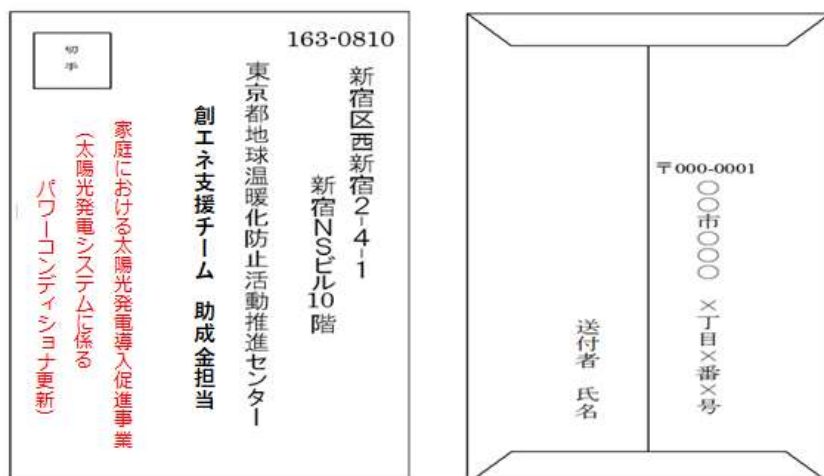 切手
163-0810
新宿区西新宿2-4-1
新宿NSビル10階
東京都地球温暖化防止活動推進センター
創エネ支援チーム　助成金担当
家庭における太陽光発電導入促進事業
(太陽光発電システムに係る
パワーコンディショナ更新)
〒000-0001
〇〇市〇〇〇　×丁目×番×号
送付者　氏名